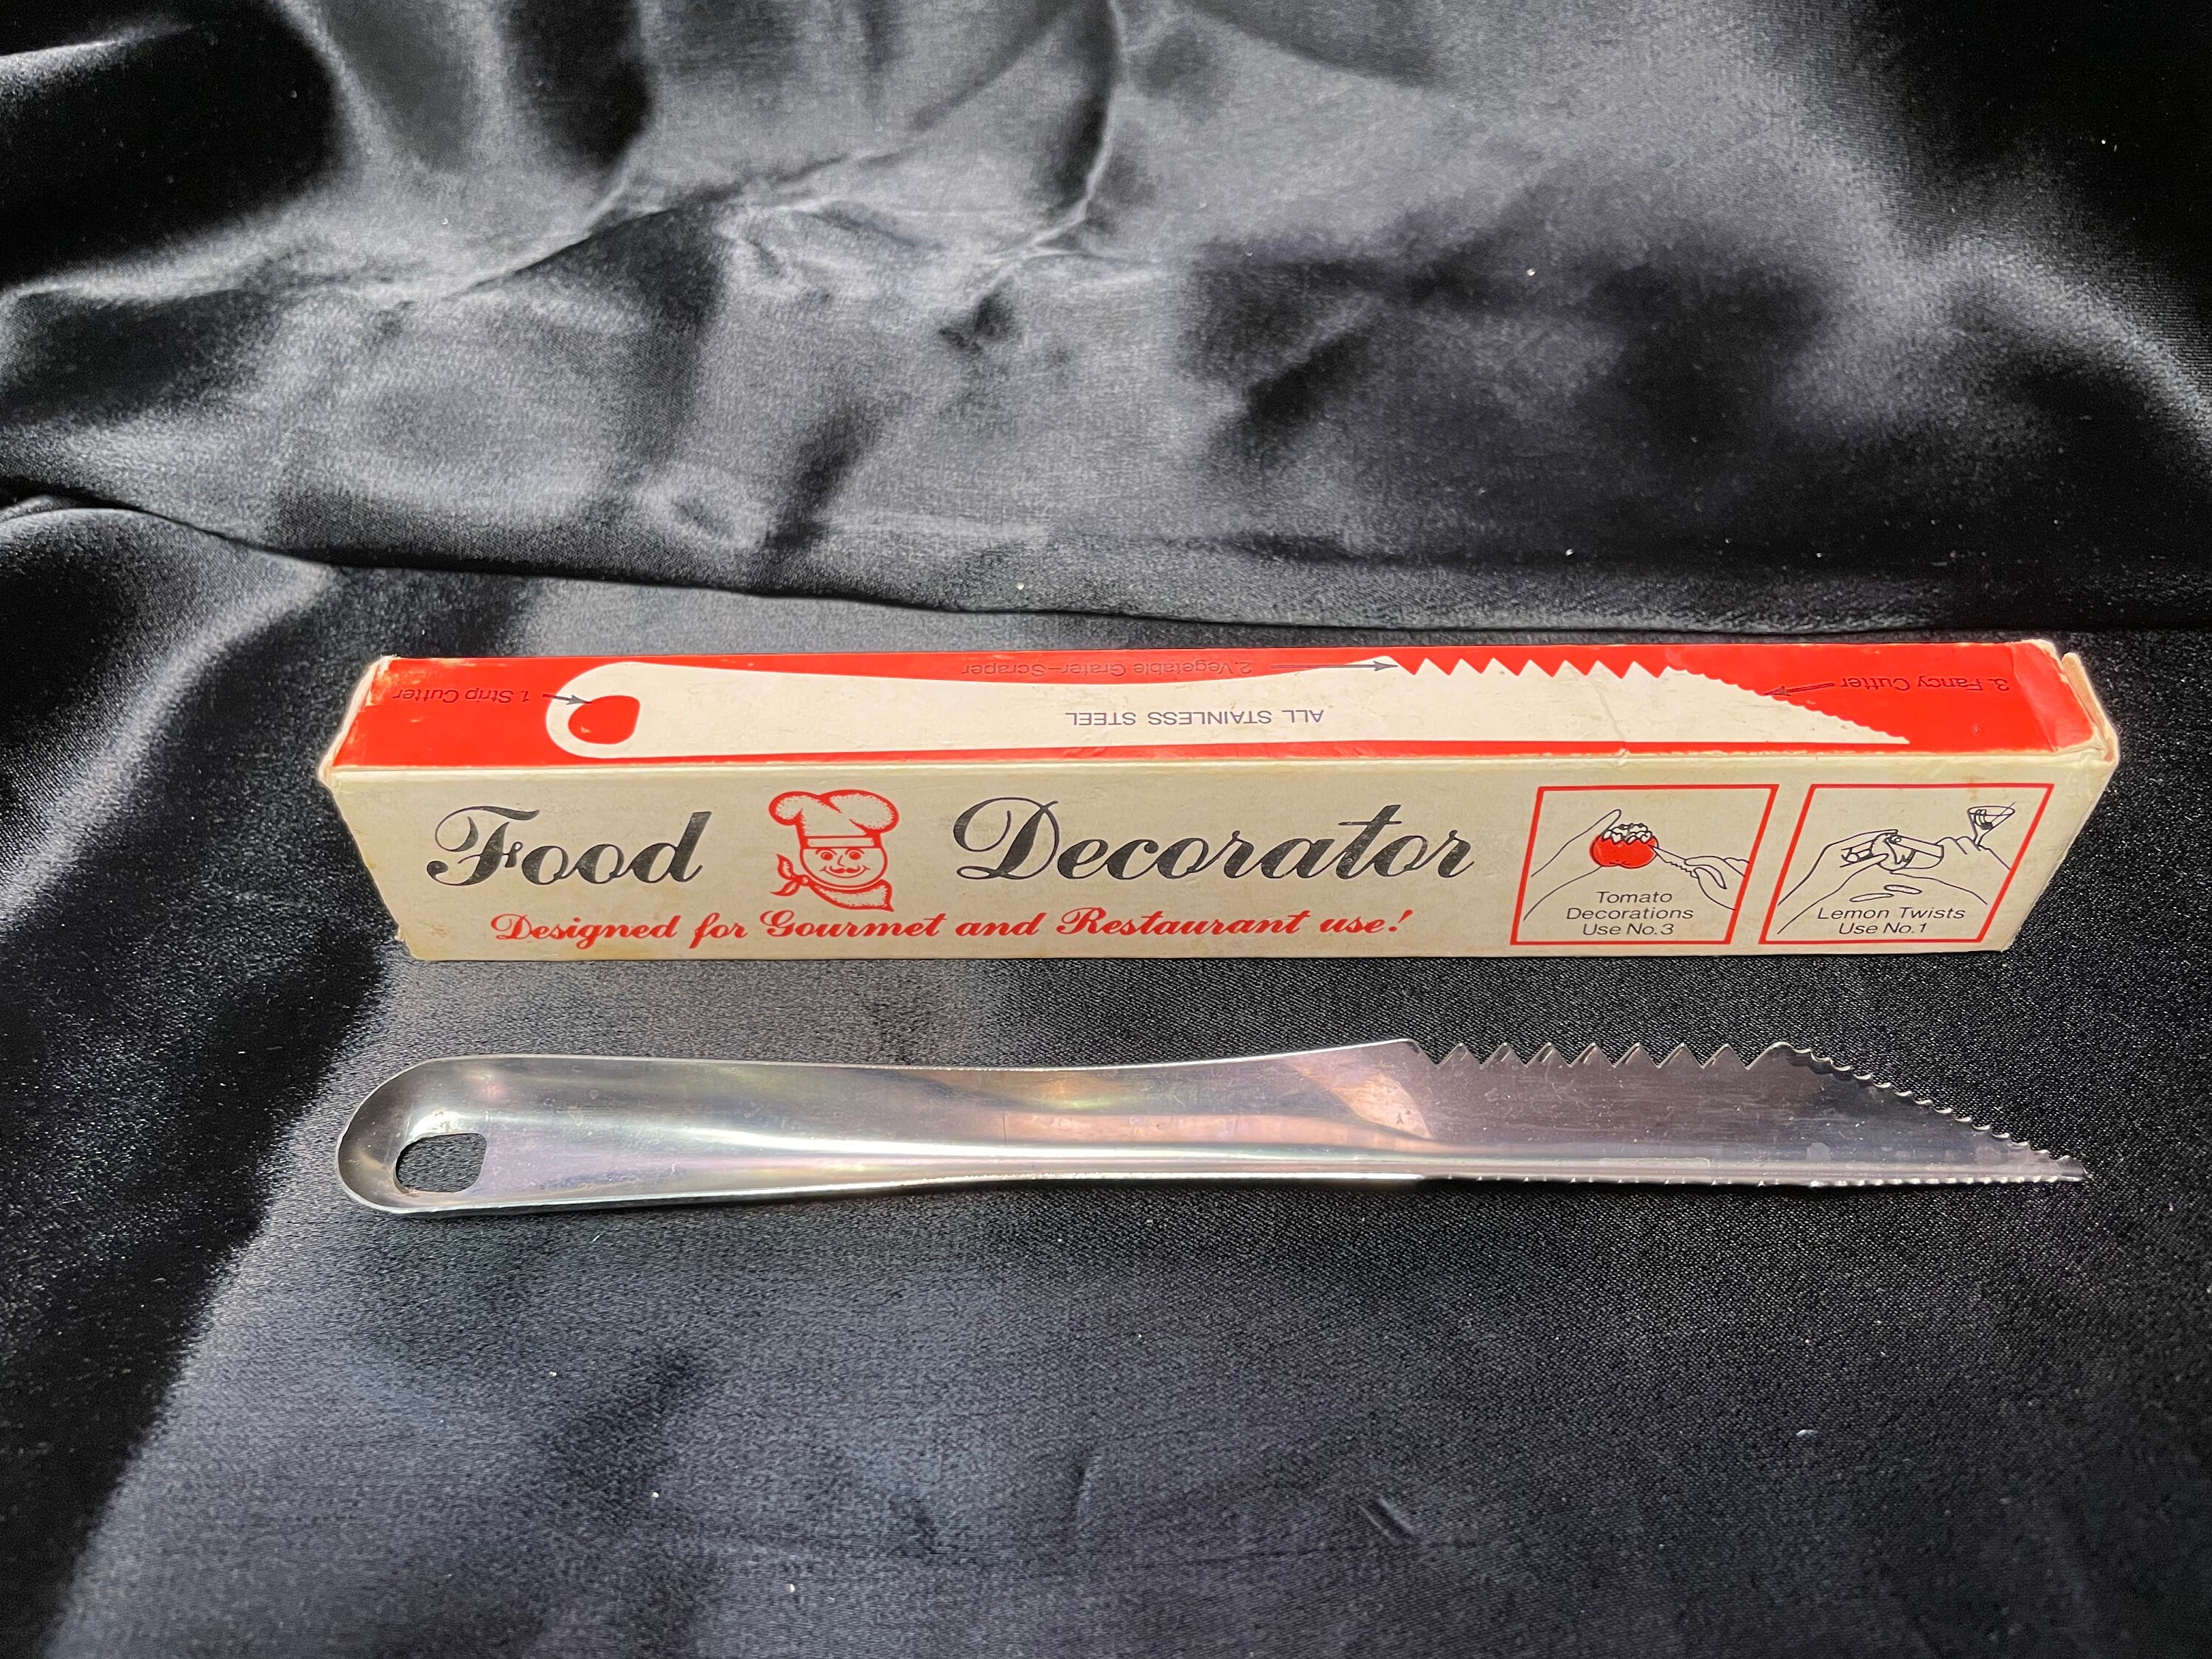 1. Strip Cutter
2. Vegetable Grater-Scraper
3. Fancy Cutter
ALL STAINLESS STEEL
Food Decorator
Designed for Gourmet and Restaurant use!
Tomato
Decorations
Use No. 3
Lemon Twists
Use No. 1